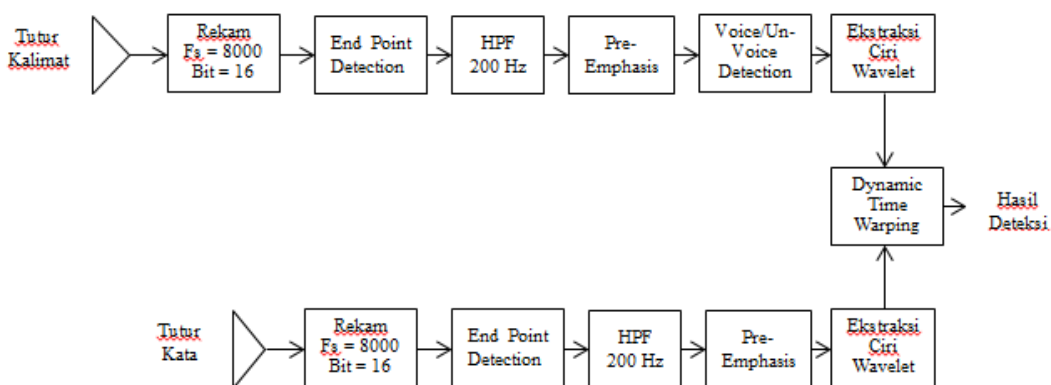 Tutur
Kalimat
Rekam
Fs = 8000
Bit = 16
End Point
Detection
HPF
200 Hz
Pre-
Emphasis
Voice/Un-
Voice
Detection
Ekstraksi
Ciri
Wavelet
Dynamic
Time
Warping
Hasil
Deteksi
Tutur
Kata
Rekam
Fs = 8000
Bit = 16
End Point
Detection
HPF
200 Hz
Pre-
Emphasis
Ekstraksi
Ciri
Wavelet